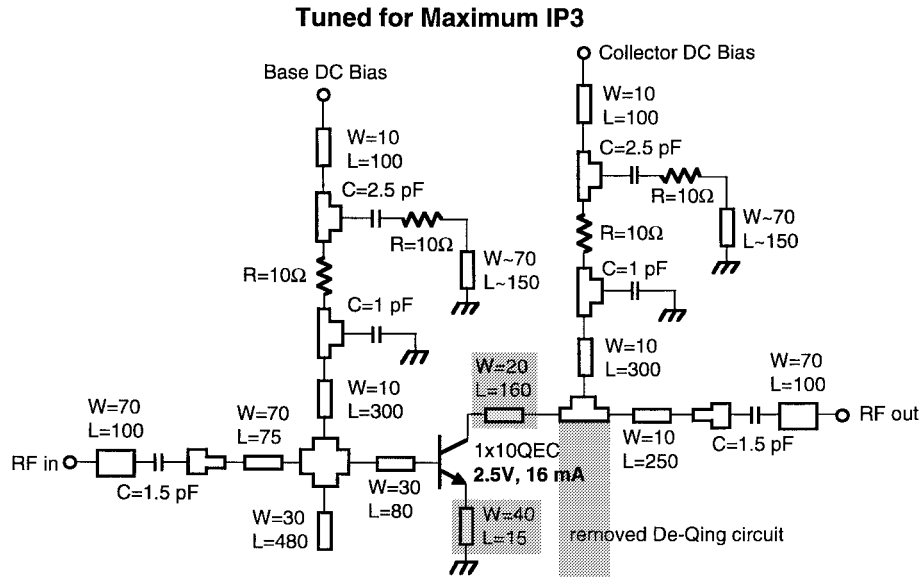 Tuned for Maximum IP3
Base DC Bias
W=10
L=100
C=2.5 pF
R=10Ω
W~70
L~150
R=10Ω
C=1 pF
W=10
L=300
W=70
L=100
RF in
C=1.5 pF
W=70
L=75
W=30
L=480
W=30
L=80
1x10QEC
2.5V, 16 mA
W=20
L=160
W=40
L=15
Collector DC Bias
W=10
L=100
C=2.5 pF
R=10Ω
W~70
L~150
R=10Ω
C=1 pF
W=10
L=300
W=10
L=250
C=1.5 pF
W=70
L=100
RF out
removed De-Qing circuit